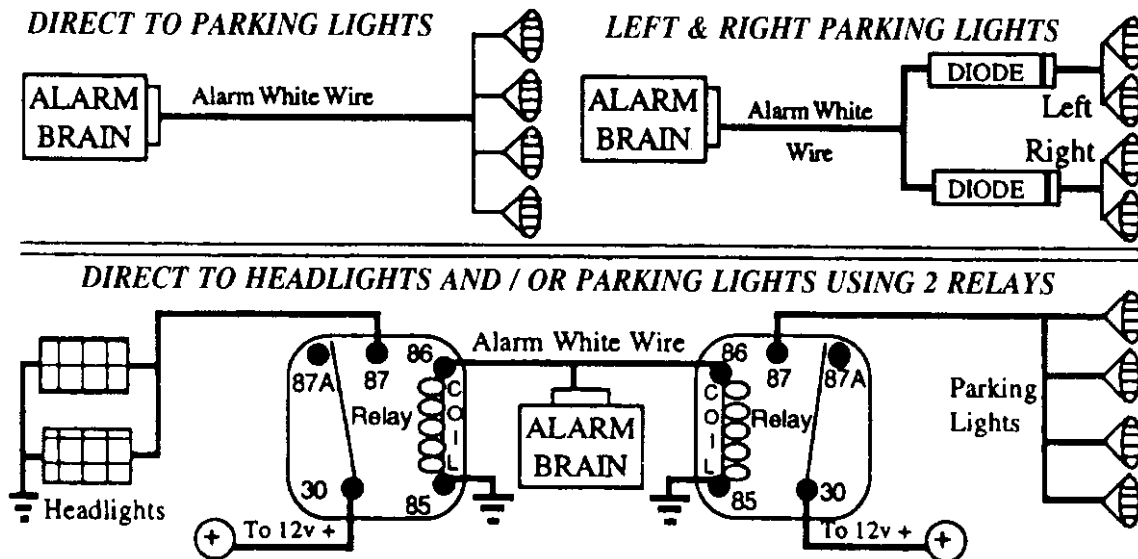 DIRECT TO PARKING LIGHTS
ALARM
BRAIN
Alarm White Wire
LEFT & RIGHT PARKING LIGHTS
ALARM
BRAIN
Alarm White
Wire
DIODE
Left
Right
DIODE
DIRECT TO HEADLIGHTS AND / OR PARKING LIGHTS USING 2 RELAYS
Headlights
87A
87
86
Relay
COIL
30
85
To 12v +
+
Alarm White Wire
ALARM
BRAIN
86
87
87A
COIL
Relay
85
30
To 12v +
+
Parking
Lights